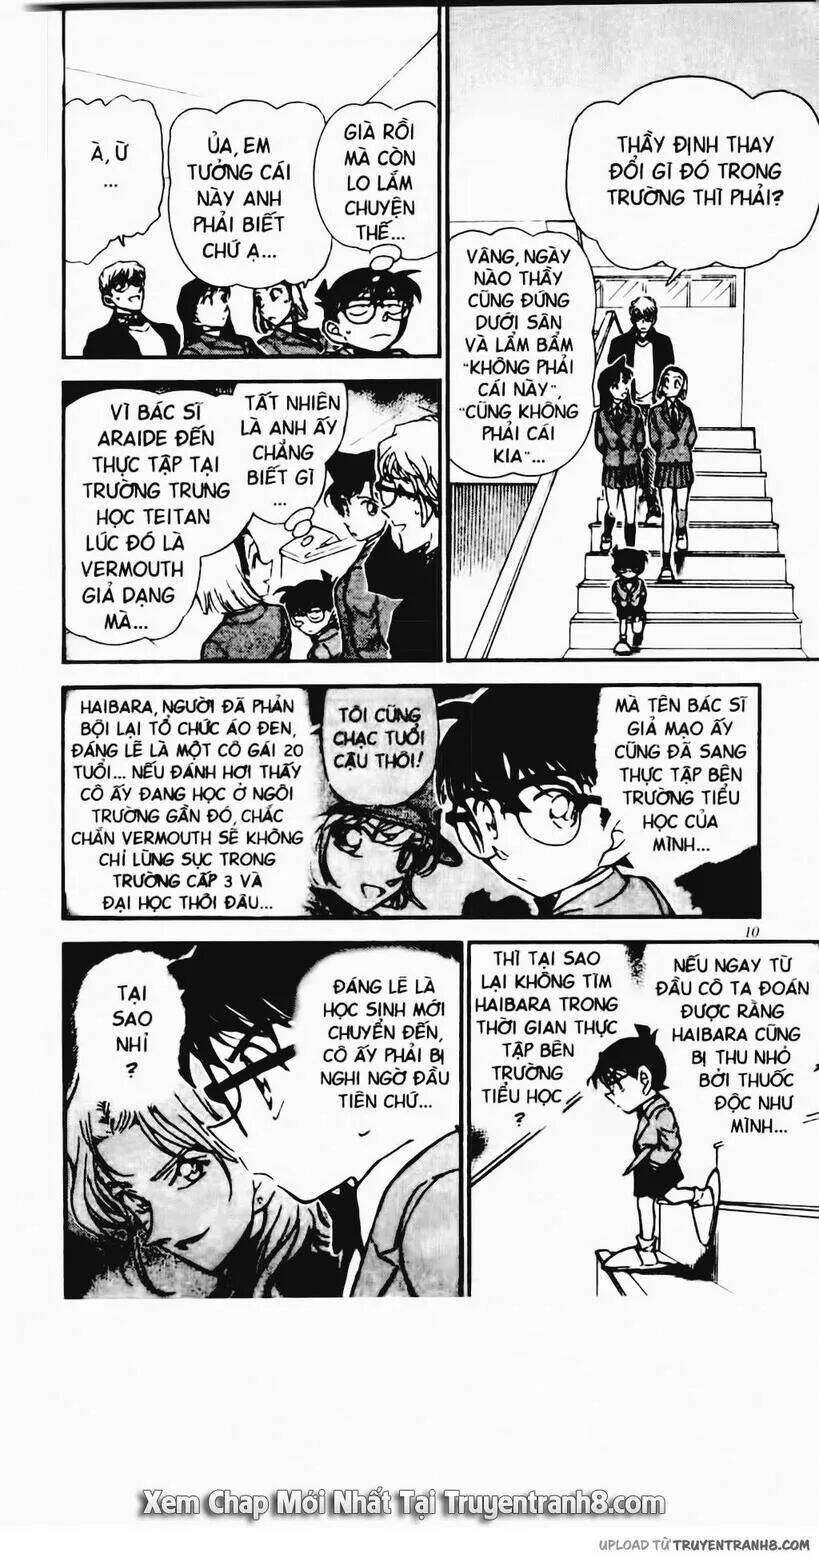 THẦY ĐỊNH THAY
ĐỔI GÌ ĐÓ TRONG
TRƯỜNG THÌ PHẢI?
VÂNG, NGÀY
NÀO THẦY
CŨNG ĐỨNG
DƯỚI SÂN
VÀ LẨM BẨM
"KHÔNG PHẢI
CÁI NÀY",
"CŨNG KHÔNG
PHẢI CÁI
KIA"...
GIÀ RỒI
MÀ CÒN
LO LẮM
CHUYỆN
THẾ...
ỦA, EM
TƯỞNG CÁI
NÀY ANH
PHẢI BIẾT
CHỨ Ạ...
À, Ừ
...
TẤT NHIÊN
LÀ ANH ẤY
CHẲNG
BIẾT GÌ
...
VÌ BÁC SĨ
ARAIDE ĐẾN
THỰC TẬP TẠI
TRƯỜNG TRUNG
HỌC TEITAN
LÚC ĐÓ LÀ
VERMOUTH
GIẢ DẠNG
MÀ...
MÀ TÊN BÁC SĨ
GIẢ MẠO ẤY
CŨNG ĐÃ SANG
THỰC TẬP BÊN
TRƯỜNG TIỂU
HỌC CỦA
MÌNH...
TÔI CŨNG
CHẠC TUỔI
CẬU THÔI!
HAIBARA, NGƯỜI ĐÃ PHẢN
BỘI LẠI TỔ CHỨC ÁO ĐEN,
ĐÁNG LẼ LÀ MỘT CÔ GÁI 20
TUỔI... NẾU ĐÁNH HƠI THẤY
CÔ ẤY ĐANG HỌC Ở NGÔI
TRƯỜNG GẦN ĐÓ, CHẮC
CHẮN VERMOUTH SẼ KHÔNG
CHỈ LÙNG SỤC TRONG
TRƯỜNG CẤP 3 VÀ
ĐẠI HỌC THÔI ĐÂU...
10
NẾU NGAY TỪ
ĐẦU CÔ TA ĐOÁN
ĐƯỢC RẰNG
HAIBARA CŨNG
BỊ THU NHỎ
BỞI THUỐC
ĐỘC NHƯ
MÌNH...
THÌ TẠI SAO
LẠI KHÔNG TÌM
HAIBARA TRONG
THỜI GIAN THỰC
TẬP BÊN
TRƯỜNG
TIỂU HỌC
?
ĐÁNG LẼ LÀ
HỌC SINH MỚI
CHUYỂN ĐẾN,
CÔ ẤY PHẢI BỊ
NGHI NGỜ ĐẦU
TIÊN CHỨ...
TẠI
SAO
NHỈ
?
Xem Chap Mới Nhất Tại Truyentranh8.com
UPLOAD TỪ TRUYENTRANH8.COM